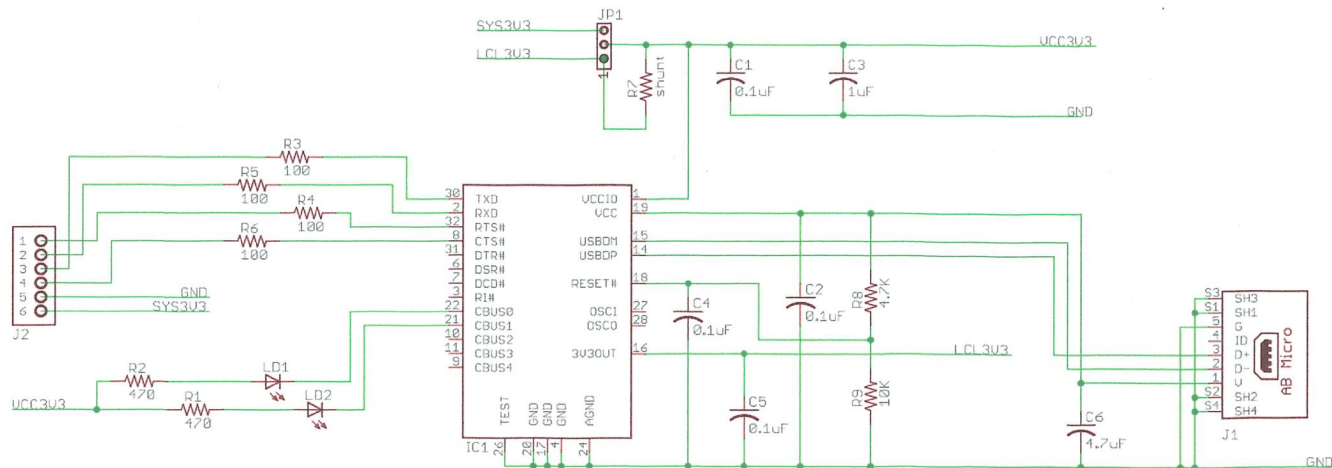 JP1
SYS3V3
LCL3V3
1
R7
shunt
C1
0.1uF
C3
1uF
VCC3V3
GND
R3
100
R5
100
R4
100
R6
100
J2
1
2
3
4
5
6
GND
SYS3V3
30 TXD
2 RXD
32 RTS#
8 CTS#
31 DTR#
6 DSR#
7 DCD#
3 RI#
22 CBUS0
21 CBUS1
10 CBUS2
11 CBUS3
9 CBUS4
VCCIO 1
VCC 19
USBDM 15
USBDP 14
RESET# 18
OSCI 27
OSCO 28
3V3OUT 16
TEST GND GND GND AGND
IC1
26 20 17 4 24
R2
470
LD1
R1
470
LD2
VCC3V3
C4
0.1uF
C2
0.1uF
R8
4.7K
LCL3V3
C5
0.1uF
R9
10K
C6
4.7uF
S3 SH3
S1 SH1
5 G
4 ID
3 D+
2 D-
1 V
S2 SH2
S4 SH4
AB Micro
J1
GND